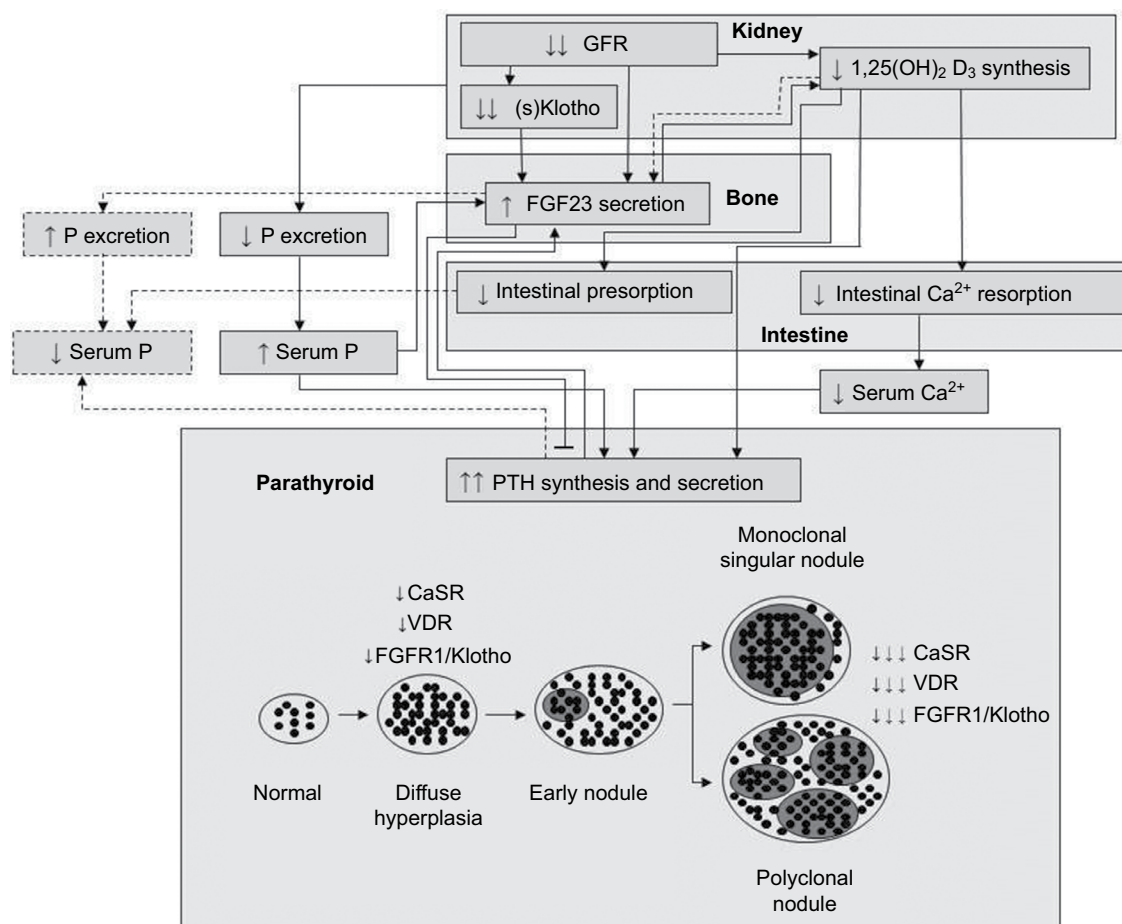 Kidney
↓↓ GFR
↓ 1,25(OH)₂ D₃ synthesis
↓↓ (s)Klotho
↑ FGF23 secretion
Bone
↑ P excretion
↓ P excretion
↓ Intestinal presorption
↓ Intestinal Ca²⁺ resorption
Intestine
↓ Serum P
↑ Serum P
↓ Serum Ca²⁺
Parathyroid
↑↑ PTH synthesis and secretion
Monoclonal
singular nodule
↓CaSR
↓VDR
↓FGFR1/Klotho
↓↓↓ CaSR
↓↓↓ VDR
↓↓↓ FGFR1/Klotho
Normal
Diffuse
hyperplasia
Early nodule
Polyclonal
nodule